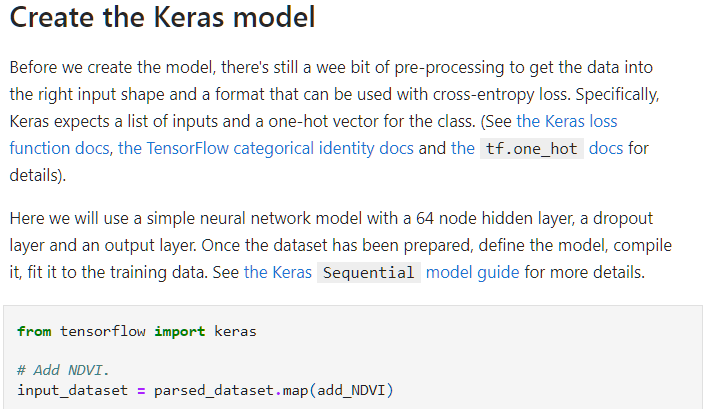 Create the Keras model
Before we create the model, there's still a wee bit of pre-processing to get the data into
the right input shape and a format that can be used with cross-entropy loss. Specifically,
Keras expects a list of inputs and a one-hot vector for the class. (See the Keras loss
function docs, the TensorFlow categorical identity docs and the tf.one_hot docs for
details).
Here we will use a simple neural network model with a 64 node hidden layer, a dropout
layer and an output layer. Once the dataset has been prepared, define the model, compile
it, fit it to the training data. See the Keras Sequential model guide for more details.
from tensorflow import keras
# Add NDVI.
input_dataset = parsed_dataset.map(add_NDVI)